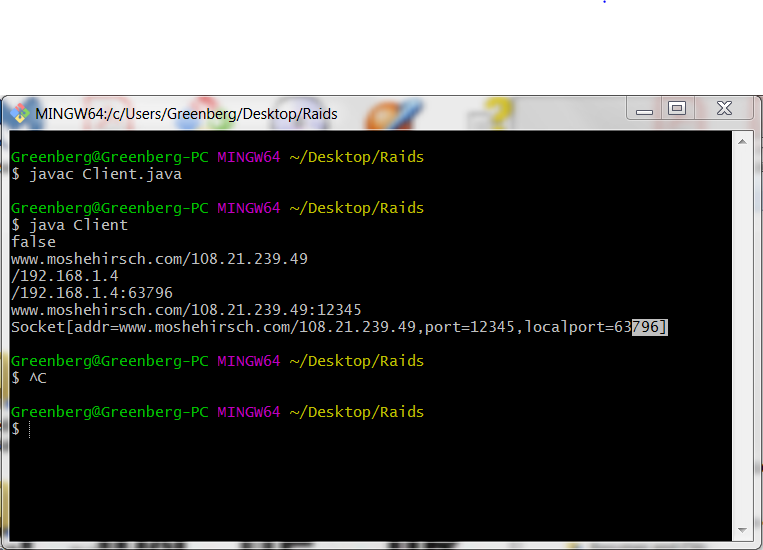 MINGW64:/c/Users/Greenberg/Desktop/Raids
Greenberg@Greenberg-PC MINGW64 ~/Desktop/Raids
$ javac Client.java
Greenberg@Greenberg-PC MINGW64 ~/Desktop/Raids
$ java Client
false
www.moshehirsch.com/108.21.239.49
/192.168.1.4
/192.168.1.4:63796
www.moshehirsch.com/108.21.239.49:12345
Socket[addr=www.moshehirsch.com/108.21.239.49,port=12345,localport=63796]
Greenberg@Greenberg-PC MINGW64 ~/Desktop/Raids
$ ^C
Greenberg@Greenberg-PC MINGW64 ~/Desktop/Raids
$